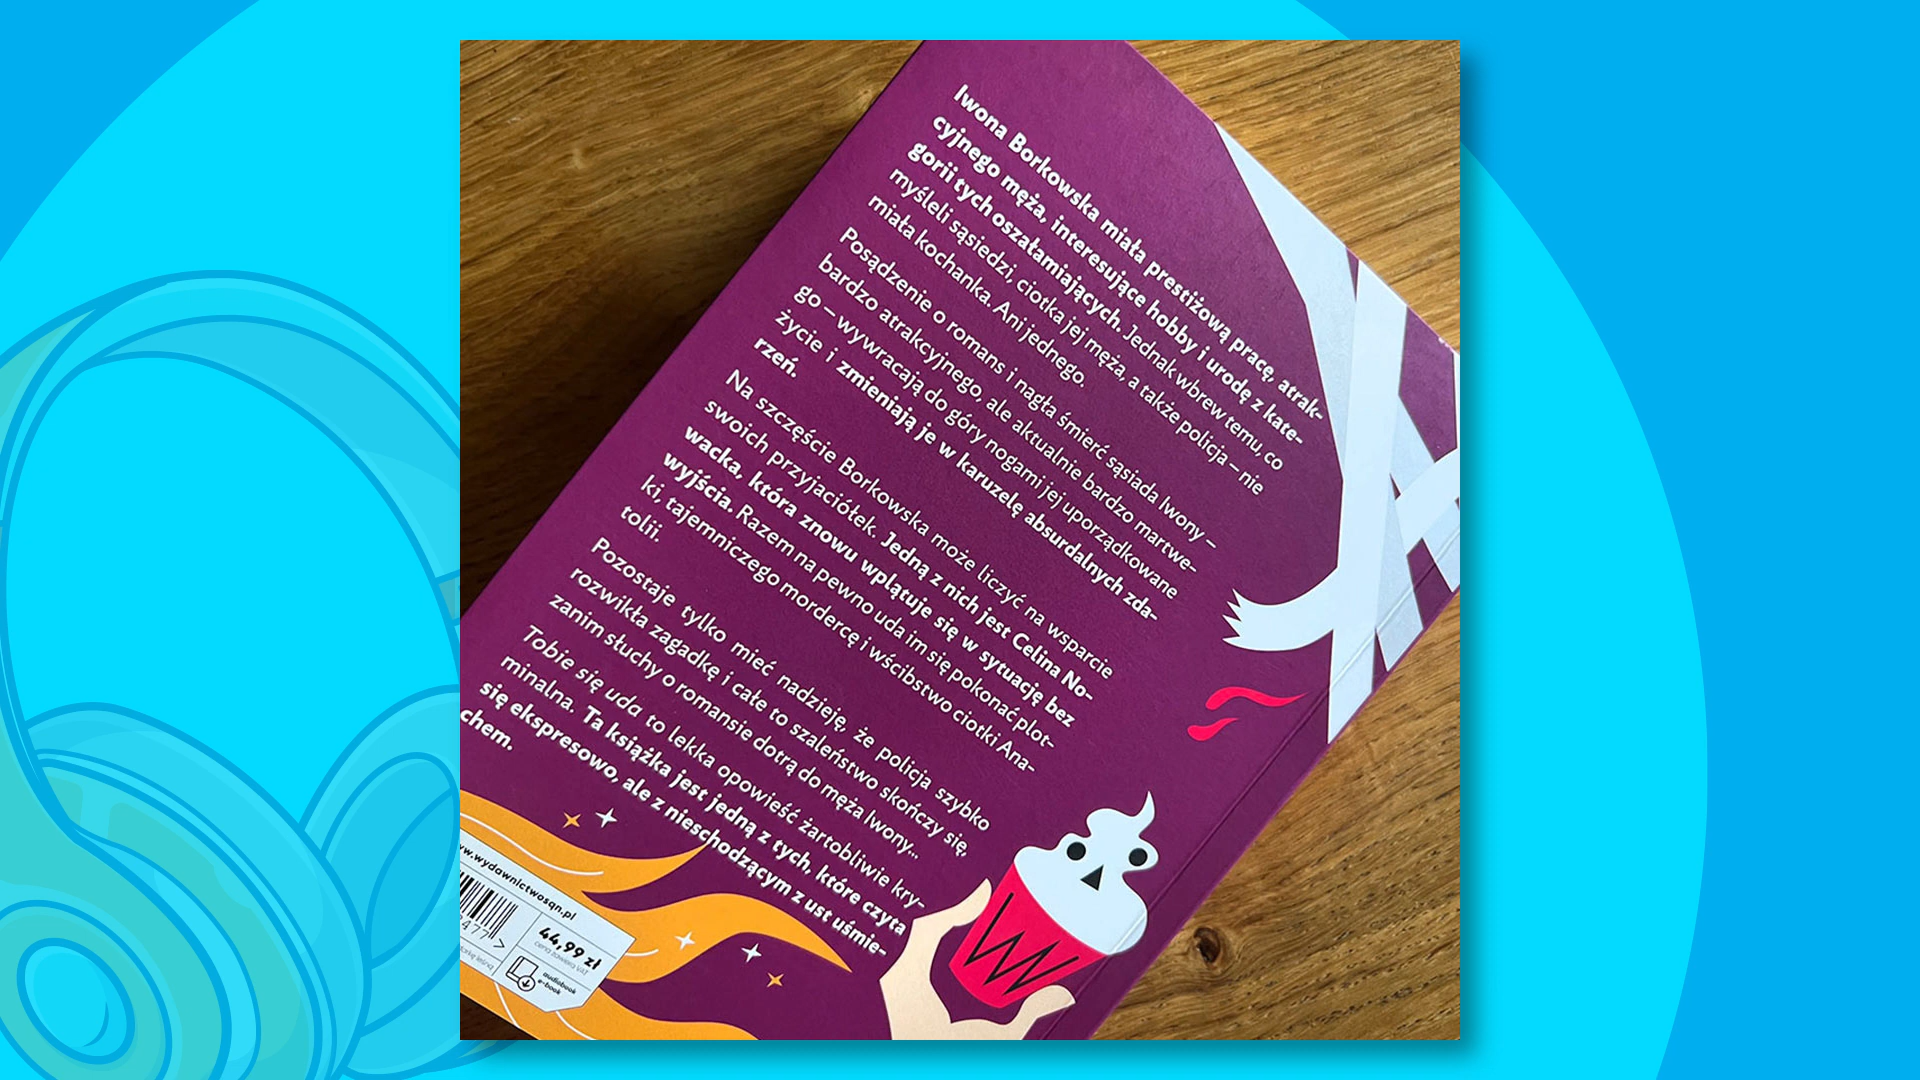 Iwona Borkowska miała prestiżową pracę, atrak-
cyjnego męża, interesujące hobby i urodę z kate-
gorii tych oszałamiających. Jednak wbrew temu, co
myśleli sąsiedzi, ciotka jej męża, a także policja – nie
miała kochanka. Ani jednego.
Posądzenie o romans i nagła śmierć sąsiada Iwony –
bardzo atrakcyjnego, ale aktualnie bardzo martwe-
go – wywracają do góry nogami jej uporządkowane
życie i zmieniają je w karuzelę absurdalnych zda-
rzeń.
Na szczęście Borkowska może liczyć na wsparcie
swoich przyjaciółek. Jedną z nich jest Celina No-
wacka, która znowu wplątuje się w sytuację bez
wyjścia. Razem na pewno uda im się pokonać plot-
ki, tajemniczego mordercę i wścibstwo ciotki Ana-
tolii.
Pozostaje tylko mieć nadzieję, że policja szybko
rozwikła zagadkę i całe to szaleństwo skończy się,
zanim słuchy o romansie dotrą do męża Iwony...
Tobie się uda to lekka opowieść żartobliwie kry-
minalna. Ta książka jest jedną z tych, które czyta
się ekspresowo, ale z nieschodzącym z ust uśmie-
chem.
w.wydawnictwosqn.pl
477 >
44,99 zł
cena zawiera VAT
audiobook
e-book